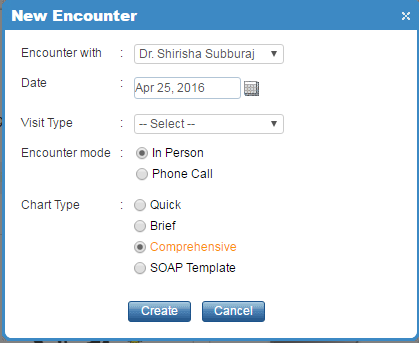 New Encounter
Encounter with : Dr. Shirisha Subburaj
Date : Apr 25, 2016
Visit Type : -- Select --
Encounter mode : In Person
Phone Call
Chart Type : Quick
Brief
Comprehensive
SOAP Template
Create Cancel